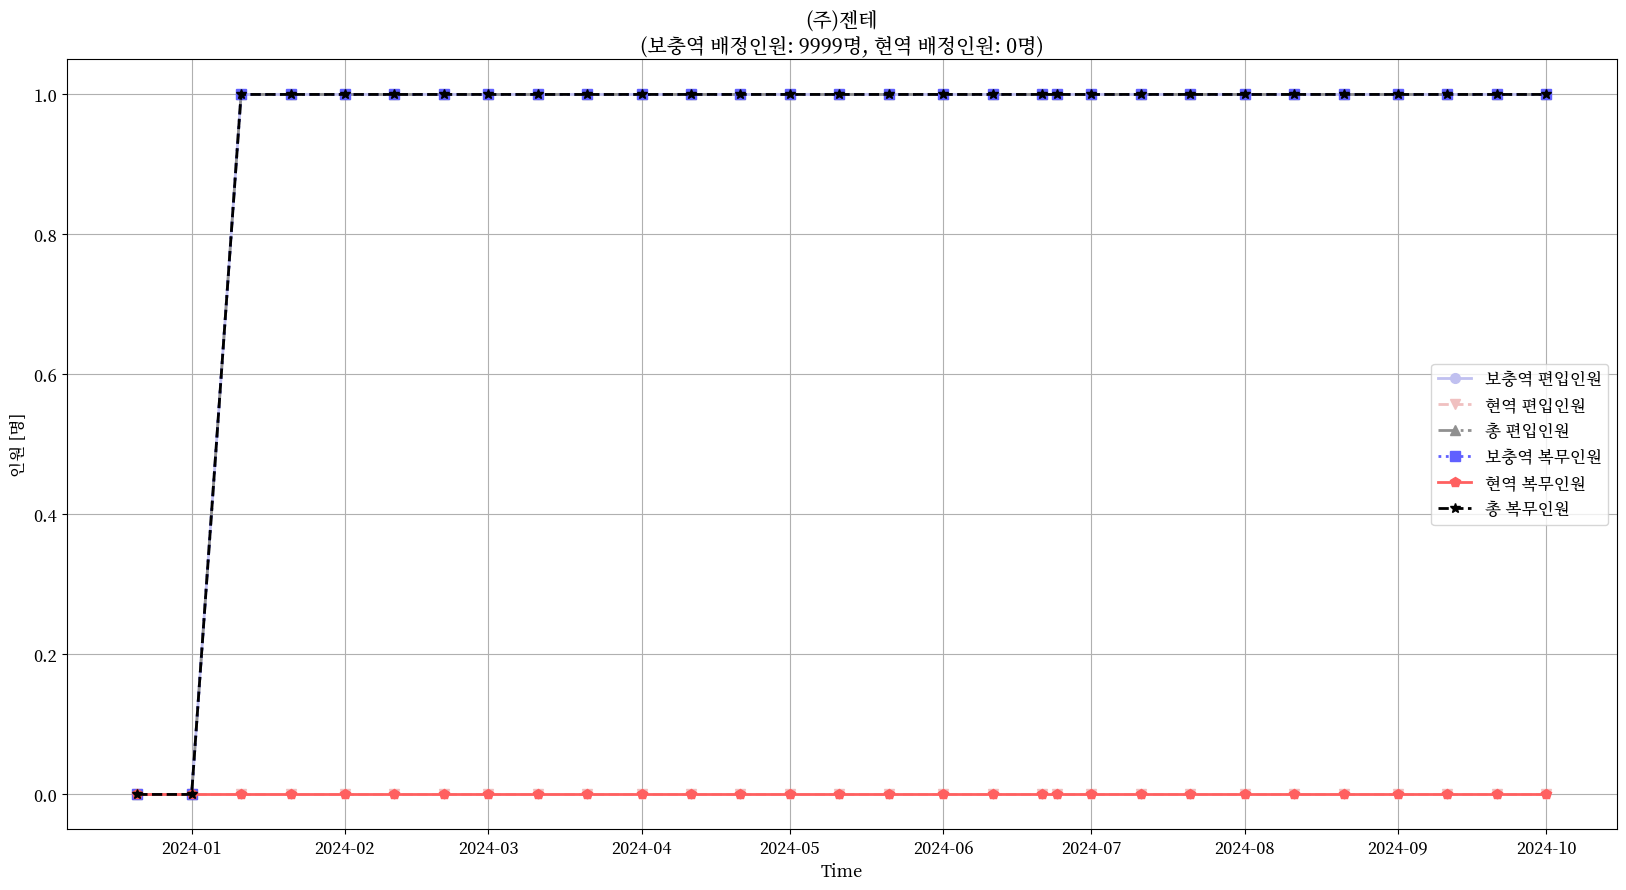 (주)젠테
(보충역 배정인원: 9999명, 현역 배정인원: 0명)
인원 [명]
1.0
0.8
0.6
0.4
0.2
0.0
보충역 편입인원
현역 편입인원
총 편입인원
보충역 복무인원
현역 복무인원
총 복무인원
2024-01 2024-02 2024-03 2024-04 2024-05 2024-06 2024-07 2024-08 2024-09 2024-10
Time